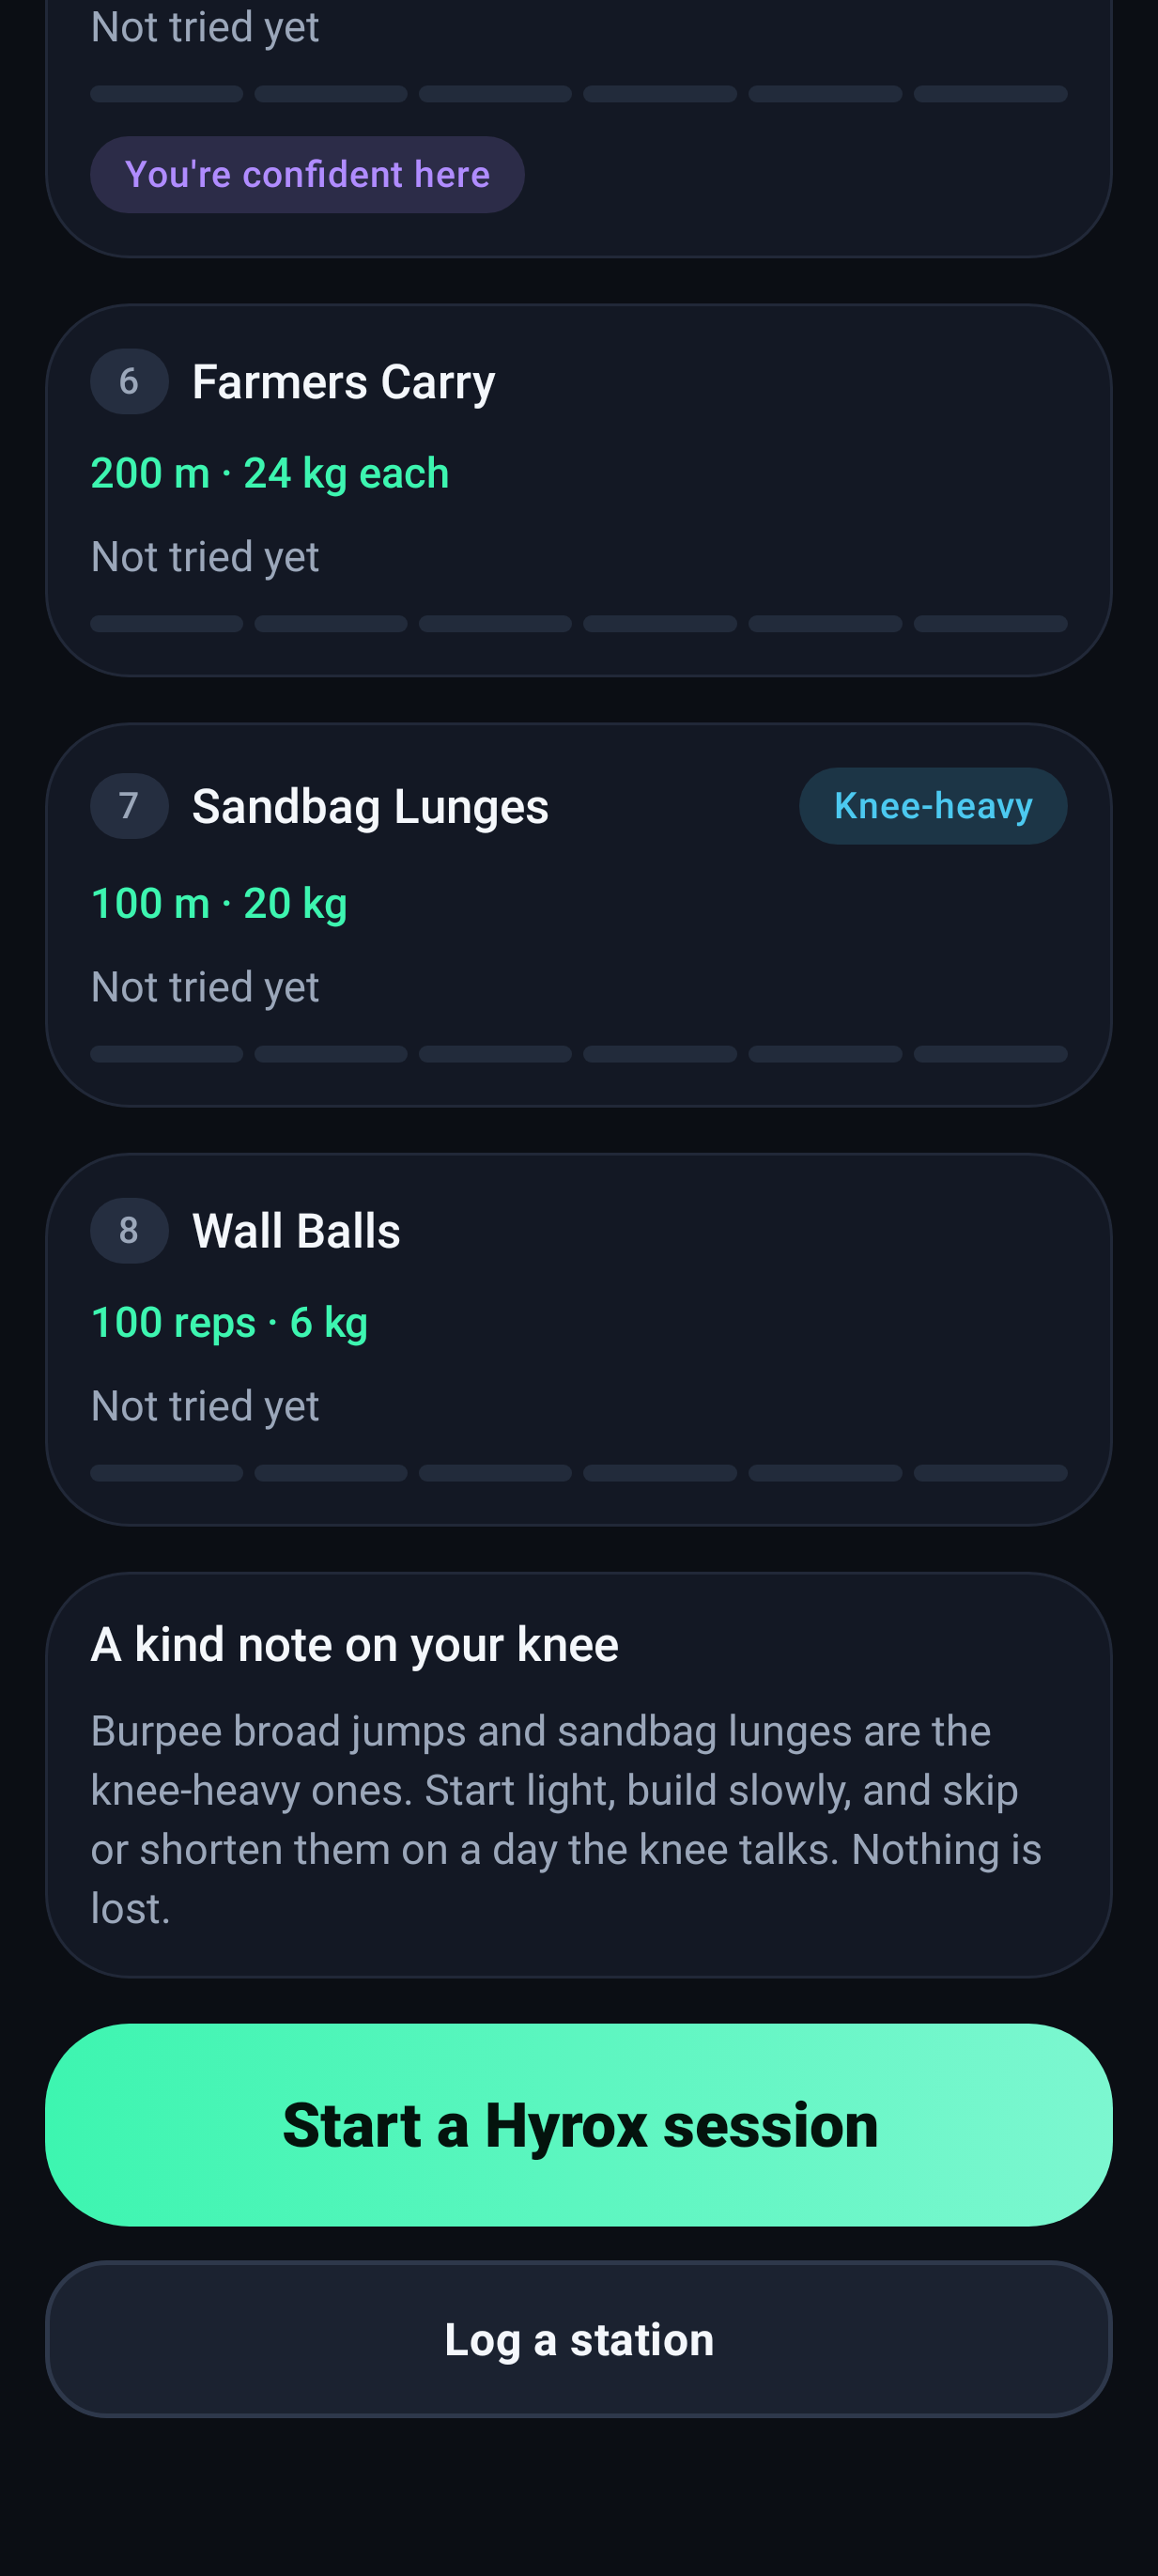 Not tried yet
You're confident here
6 Farmers Carry
200 m · 24 kg each
Not tried yet
7 Sandbag Lunges Knee-heavy
100 m · 20 kg
Not tried yet
8 Wall Balls
100 reps · 6 kg
Not tried yet
A kind note on your knee
Burpee broad jumps and sandbag lunges are the
knee-heavy ones. Start light, build slowly, and skip
or shorten them on a day the knee talks. Nothing is
lost.
Start a Hyrox session
Log a station